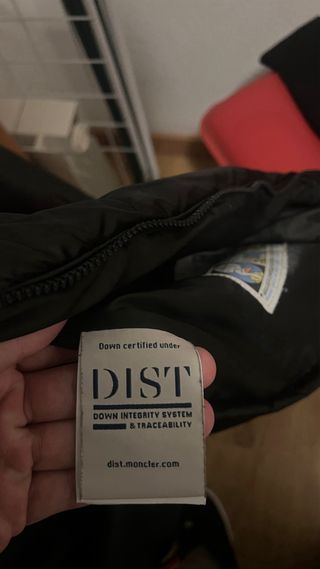 Down certified under
DIST
DOWN INTEGRITY SYSTEM
& TRACEABILITY
dist.moncler.com